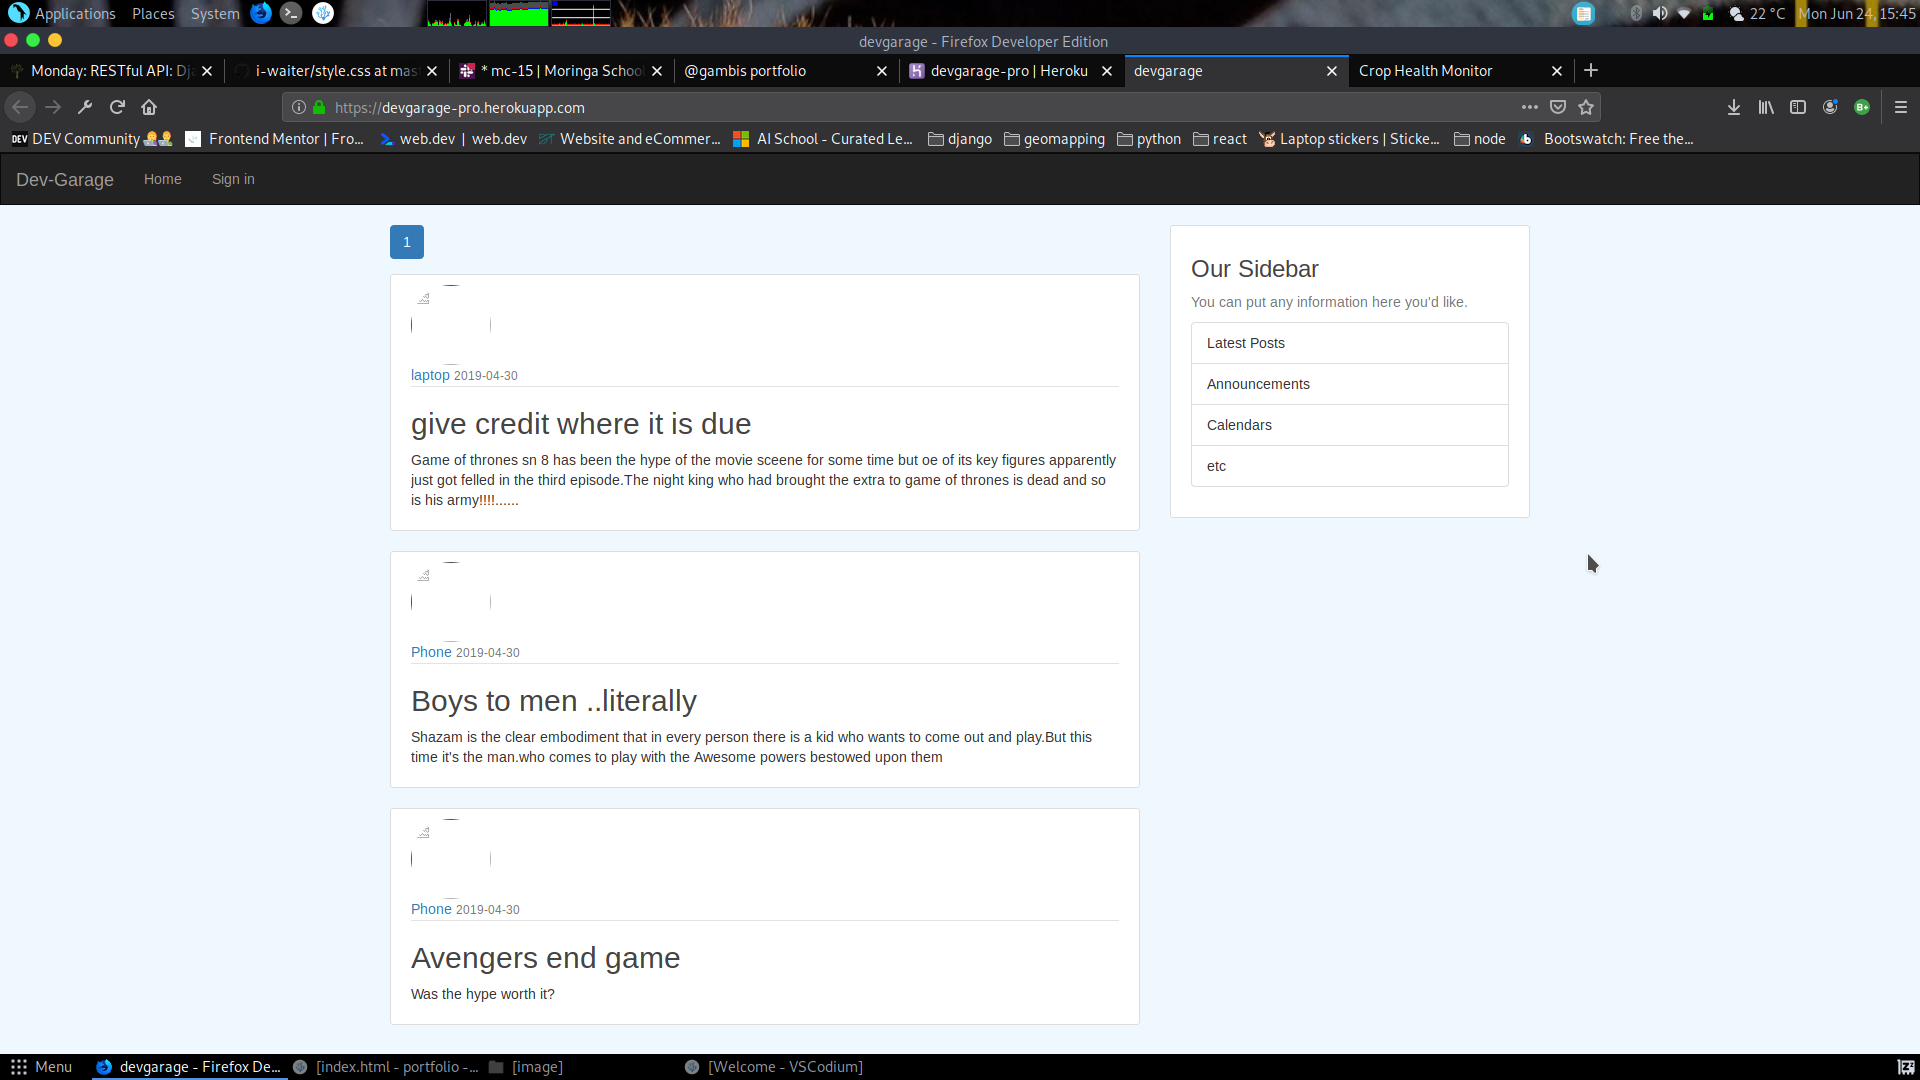 Applications Places System 22 °C Mon Jun 24, 15:45
devgarage - Firefox Developer Edition
Monday: RESTful API: Dj i-waiter/style.css at mas * mc-15 | Moringa School @gambis portfolio devgarage-pro | Heroku devgarage Crop Health Monitor
https://devgarage-pro.herokuapp.com
DEV DEV Community Frontend Mentor | Fro... web.dev | web.dev Website and eCommer... AI School - Curated Le... django geomapping python react Laptop stickers | Sticke... node Bootswatch: Free the...
Dev-Garage Home Sign in
1
laptop 2019-04-30
give credit where it is due
Game of thrones sn 8 has been the hype of the movie sceene for some time but oe of its key figures apparently
just got felled in the third episode.The night king who had brought the extra to game of thrones is dead and so
is his army!!!!......
Phone 2019-04-30
Boys to men ..literally
Shazam is the clear embodiment that in every person there is a kid who wants to come out and play.But this
time it's the man.who comes to play with the Awesome powers bestowed upon them
Phone 2019-04-30
Avengers end game
Was the hype worth it?
Our Sidebar
You can put any information here you'd like.
Latest Posts
Announcements
Calendars
etc
Menu devgarage - Firefox De... [index.html - portfolio -... [image] [Welcome - VSCodium]